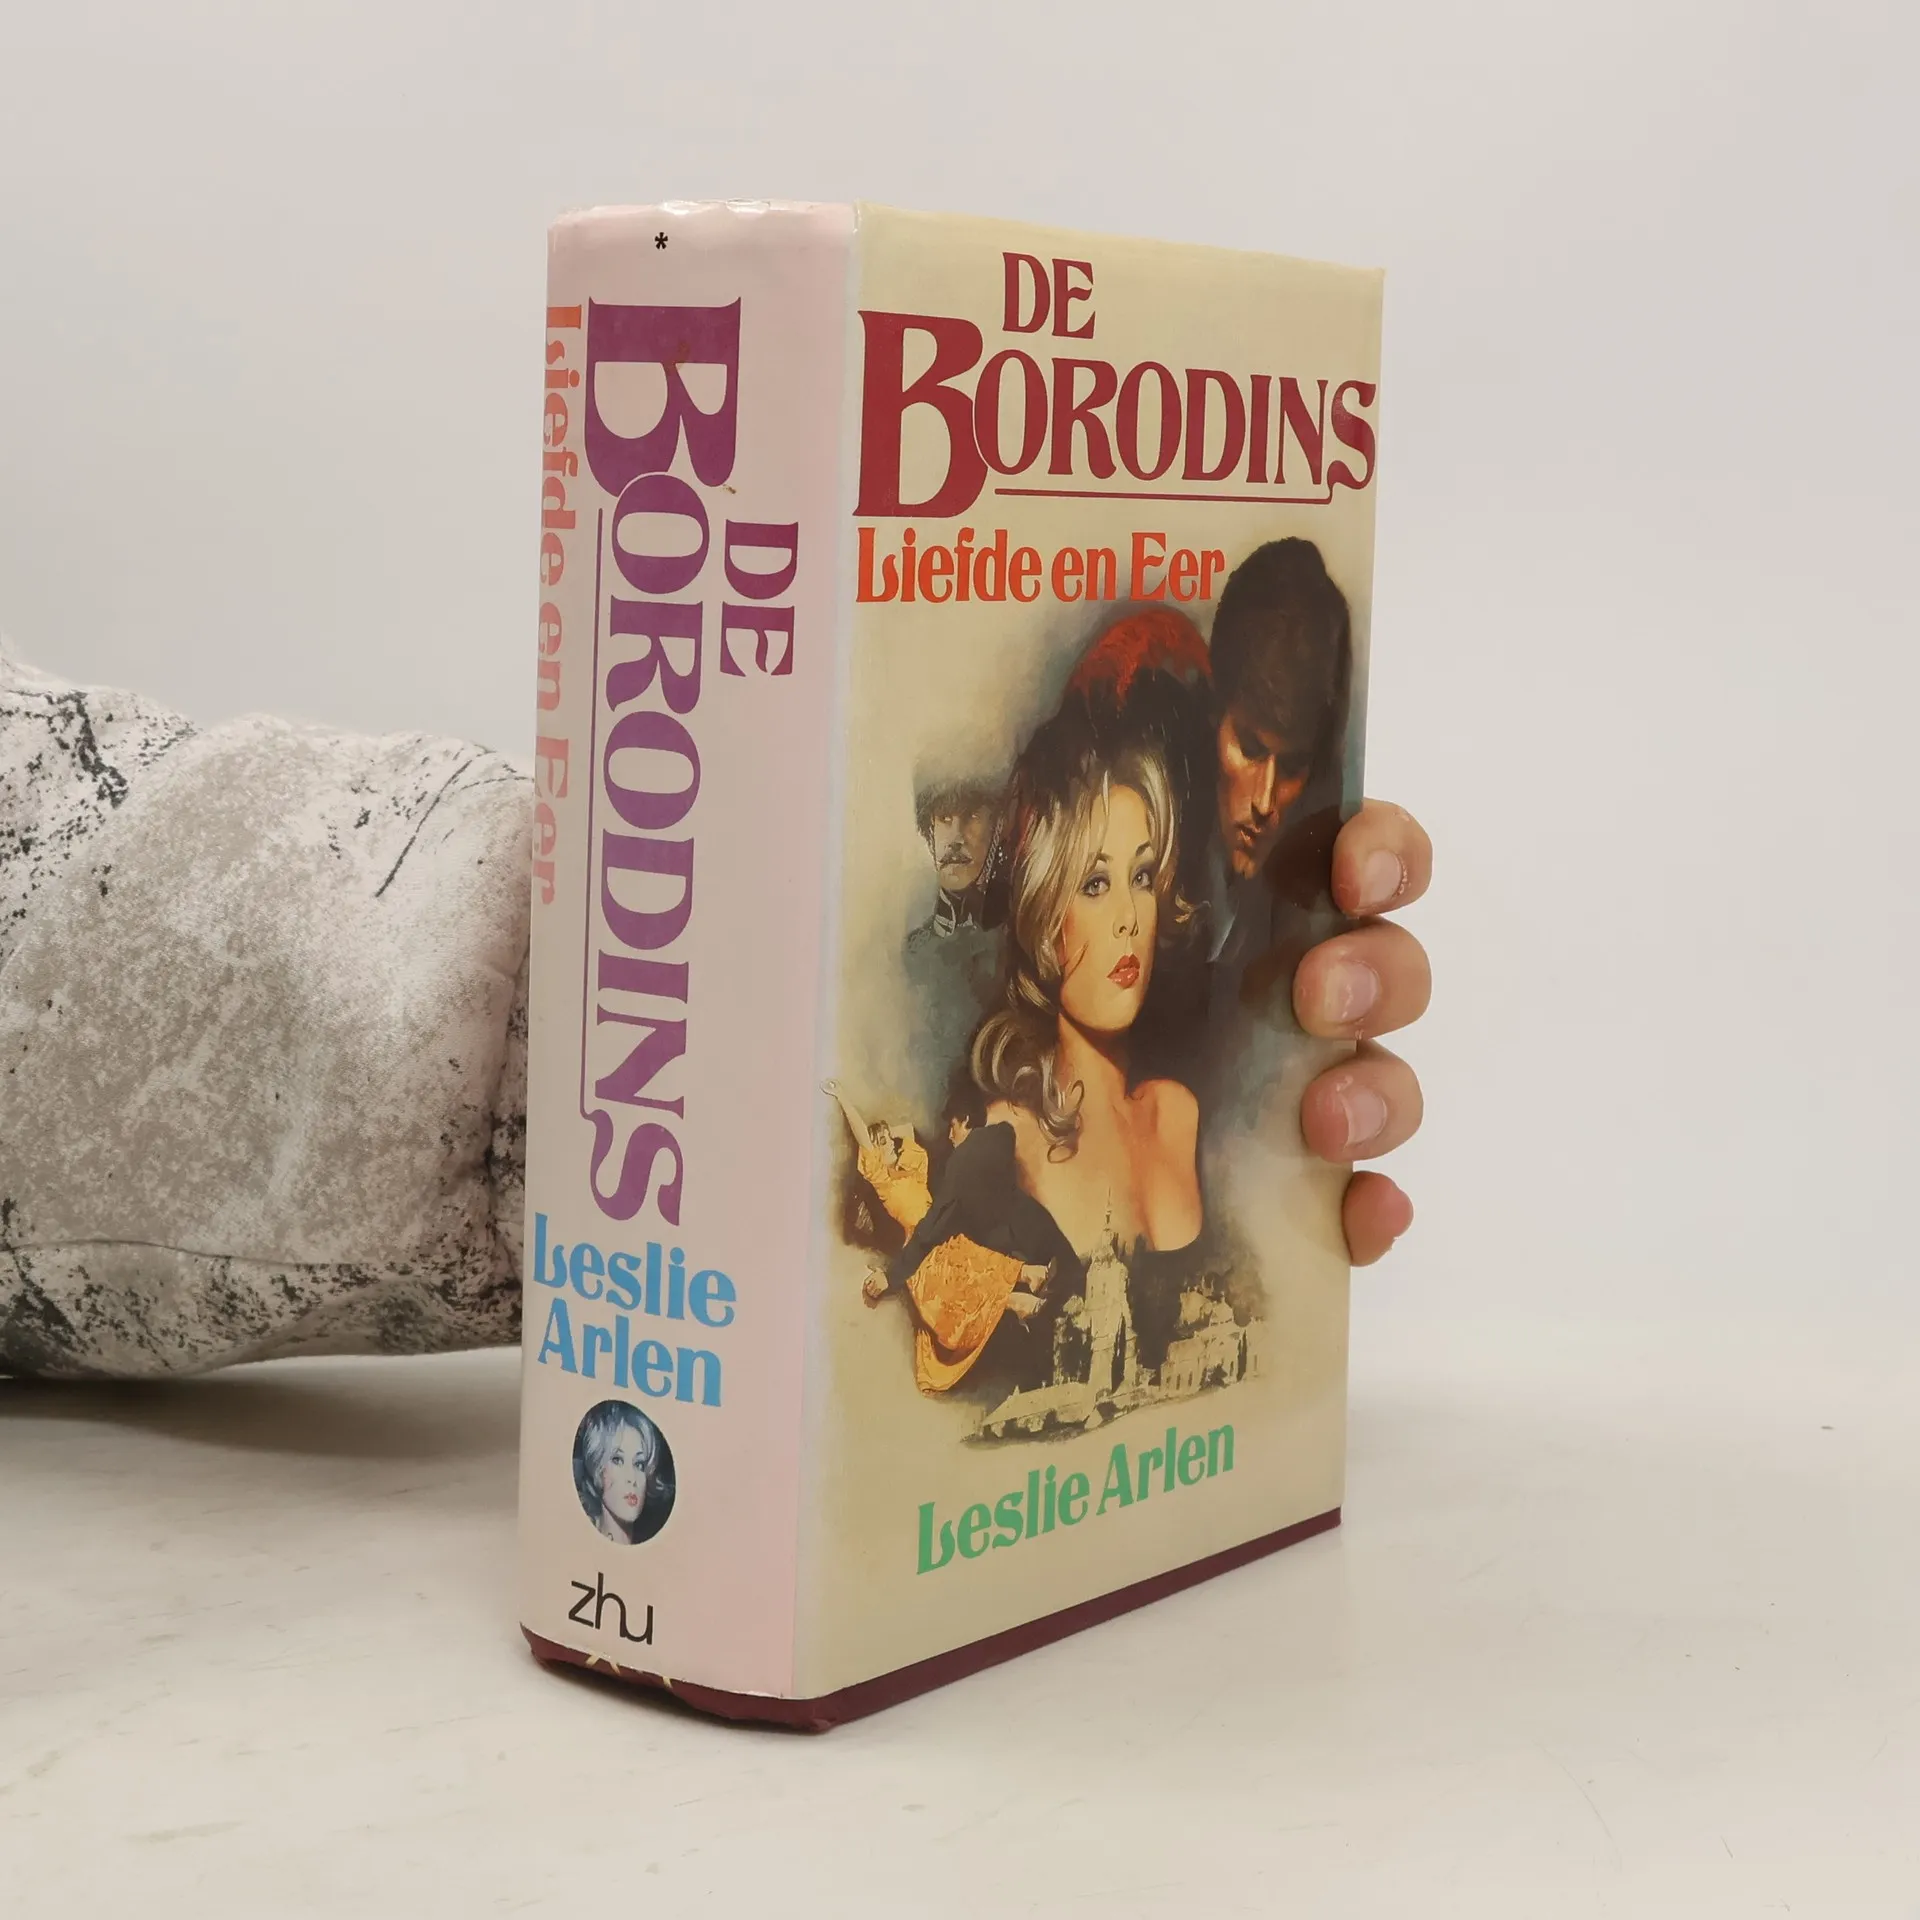 *
DE
BORODINS
Liefde en Eer
Leslie
Arlen
zhu
DE
BORODINS
Liefde en Eer
Leslie Arlen